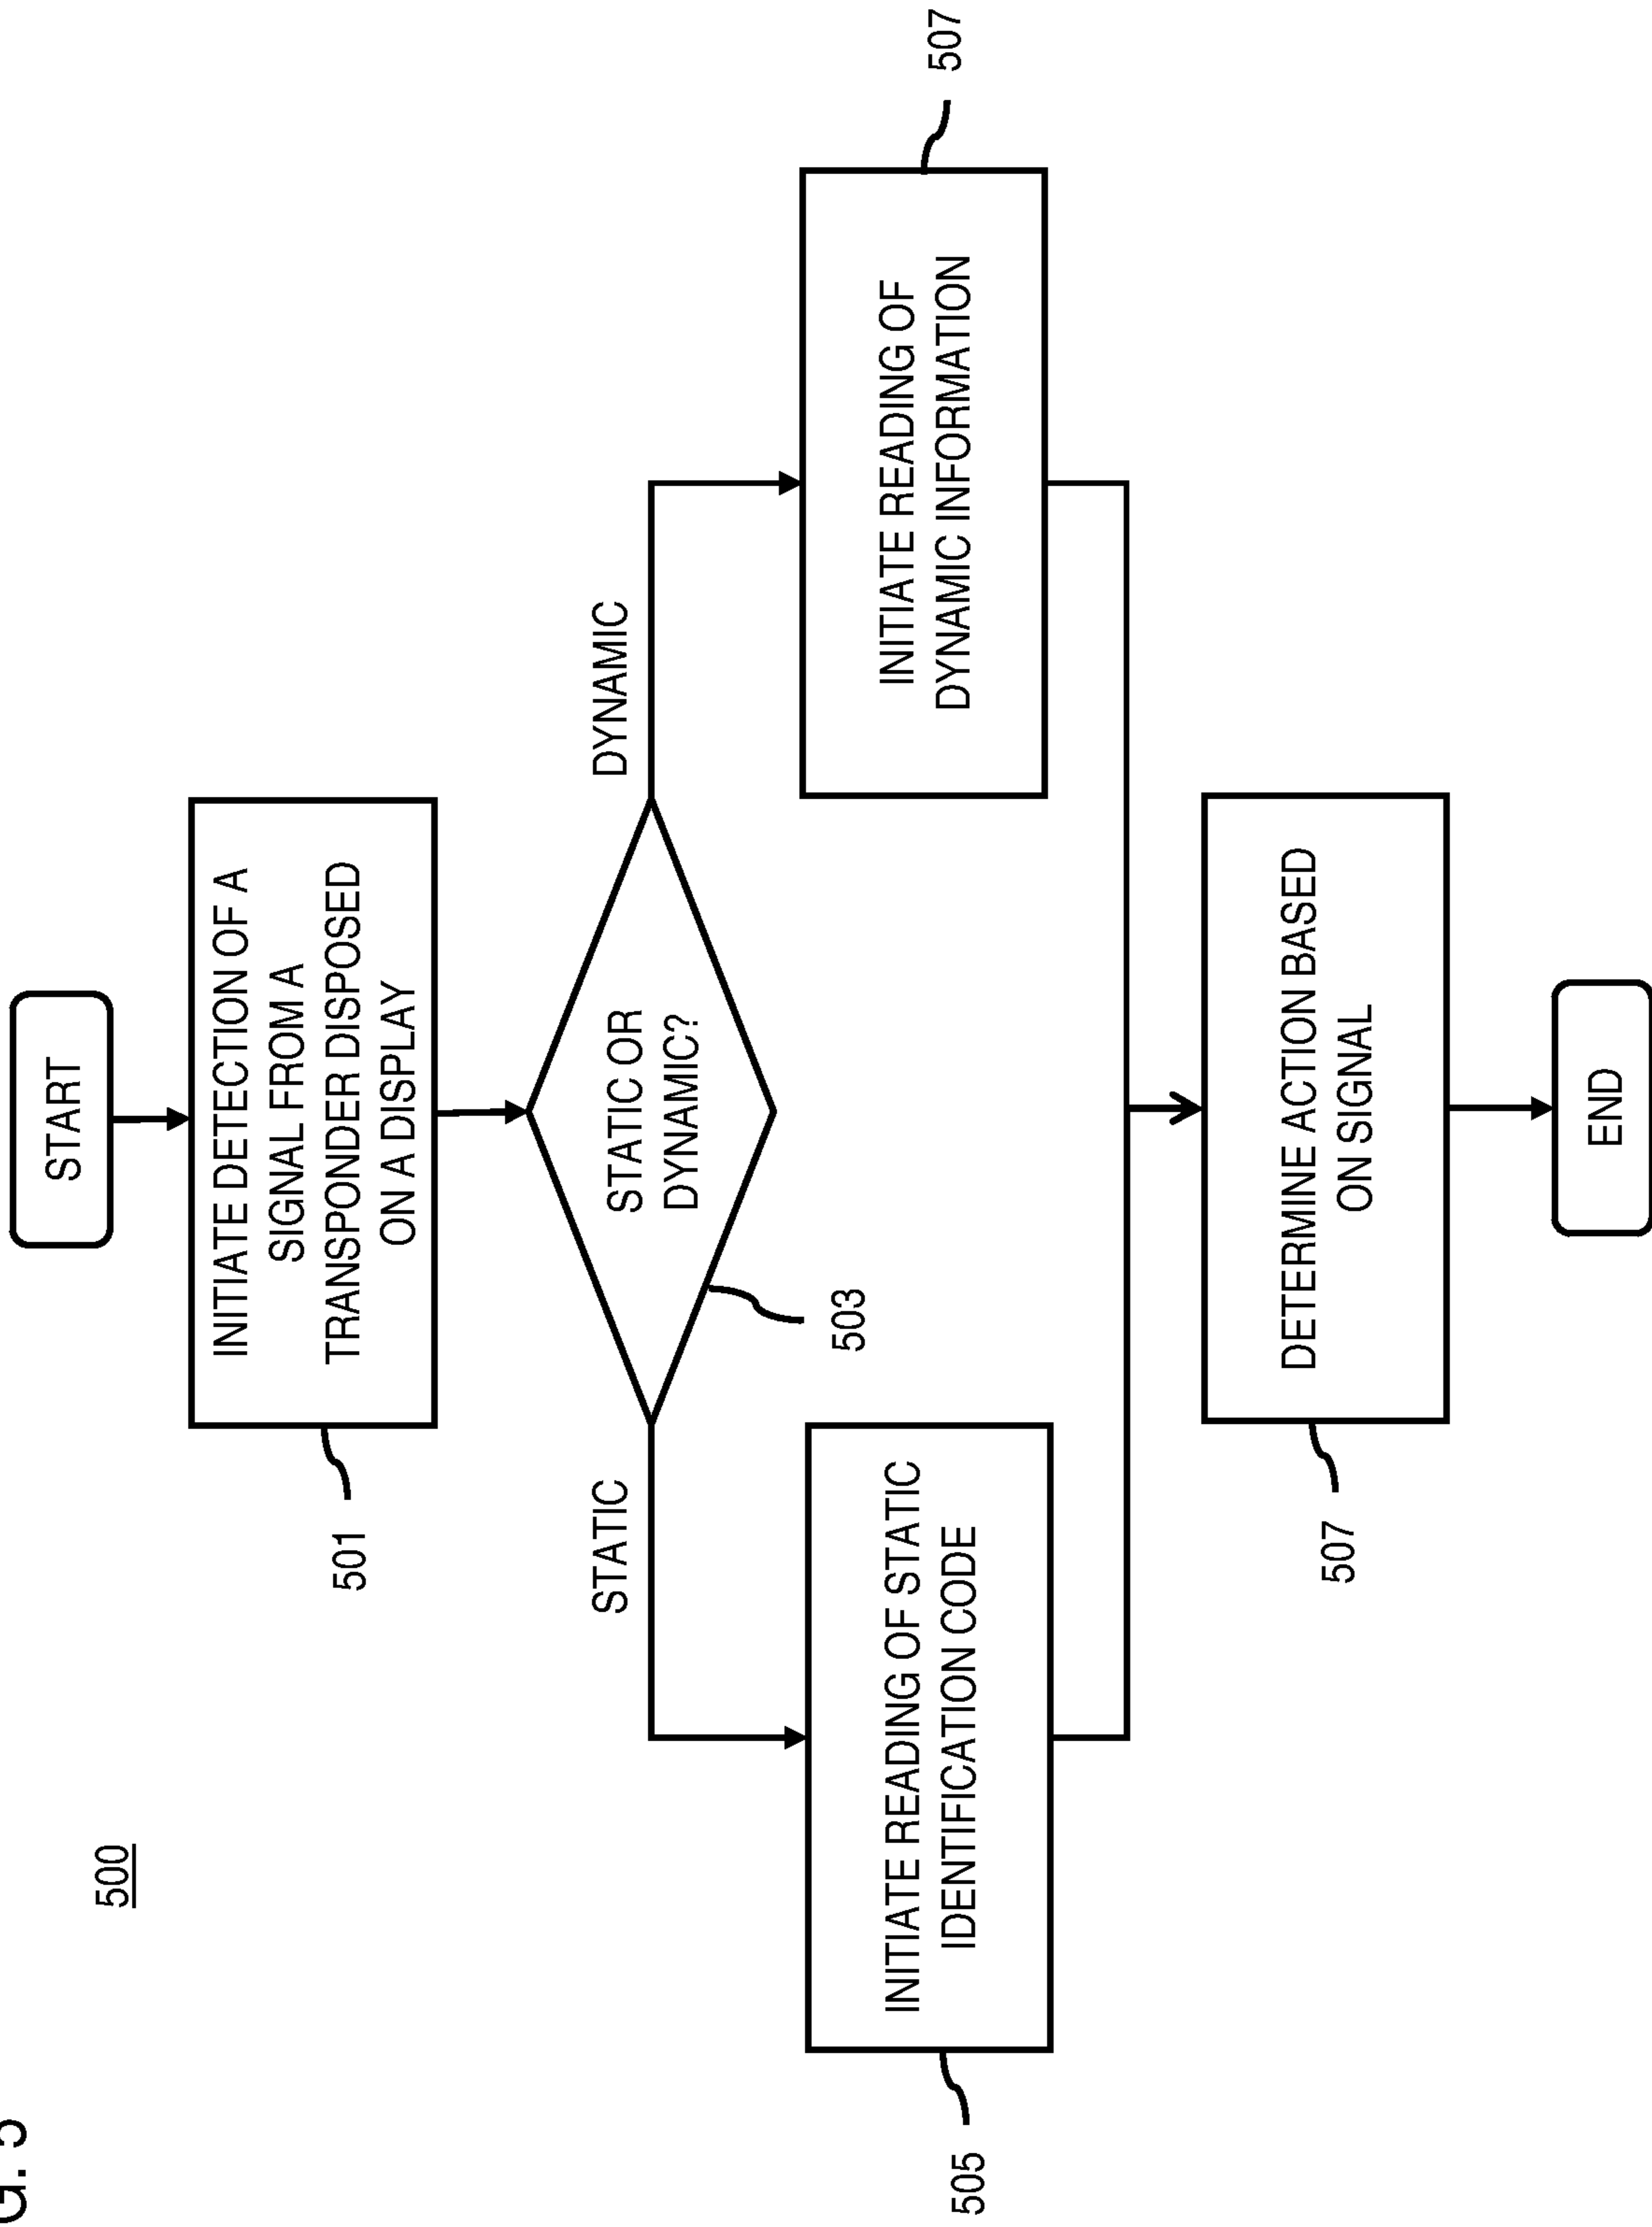 G. 5
500
START
501
INITIATE DETECTION OF A
SIGNAL FROM A
TRANSPONDER DISPOSED
ON A DISPLAY
STATIC
STATIC OR
DYNAMIC?
DYNAMIC
503
505
INITIATE READING OF STATIC
IDENTIFICATION CODE
INITIATE READING OF
DYNAMIC INFORMATION
507
507
DETERMINE ACTION BASED
ON SIGNAL
END